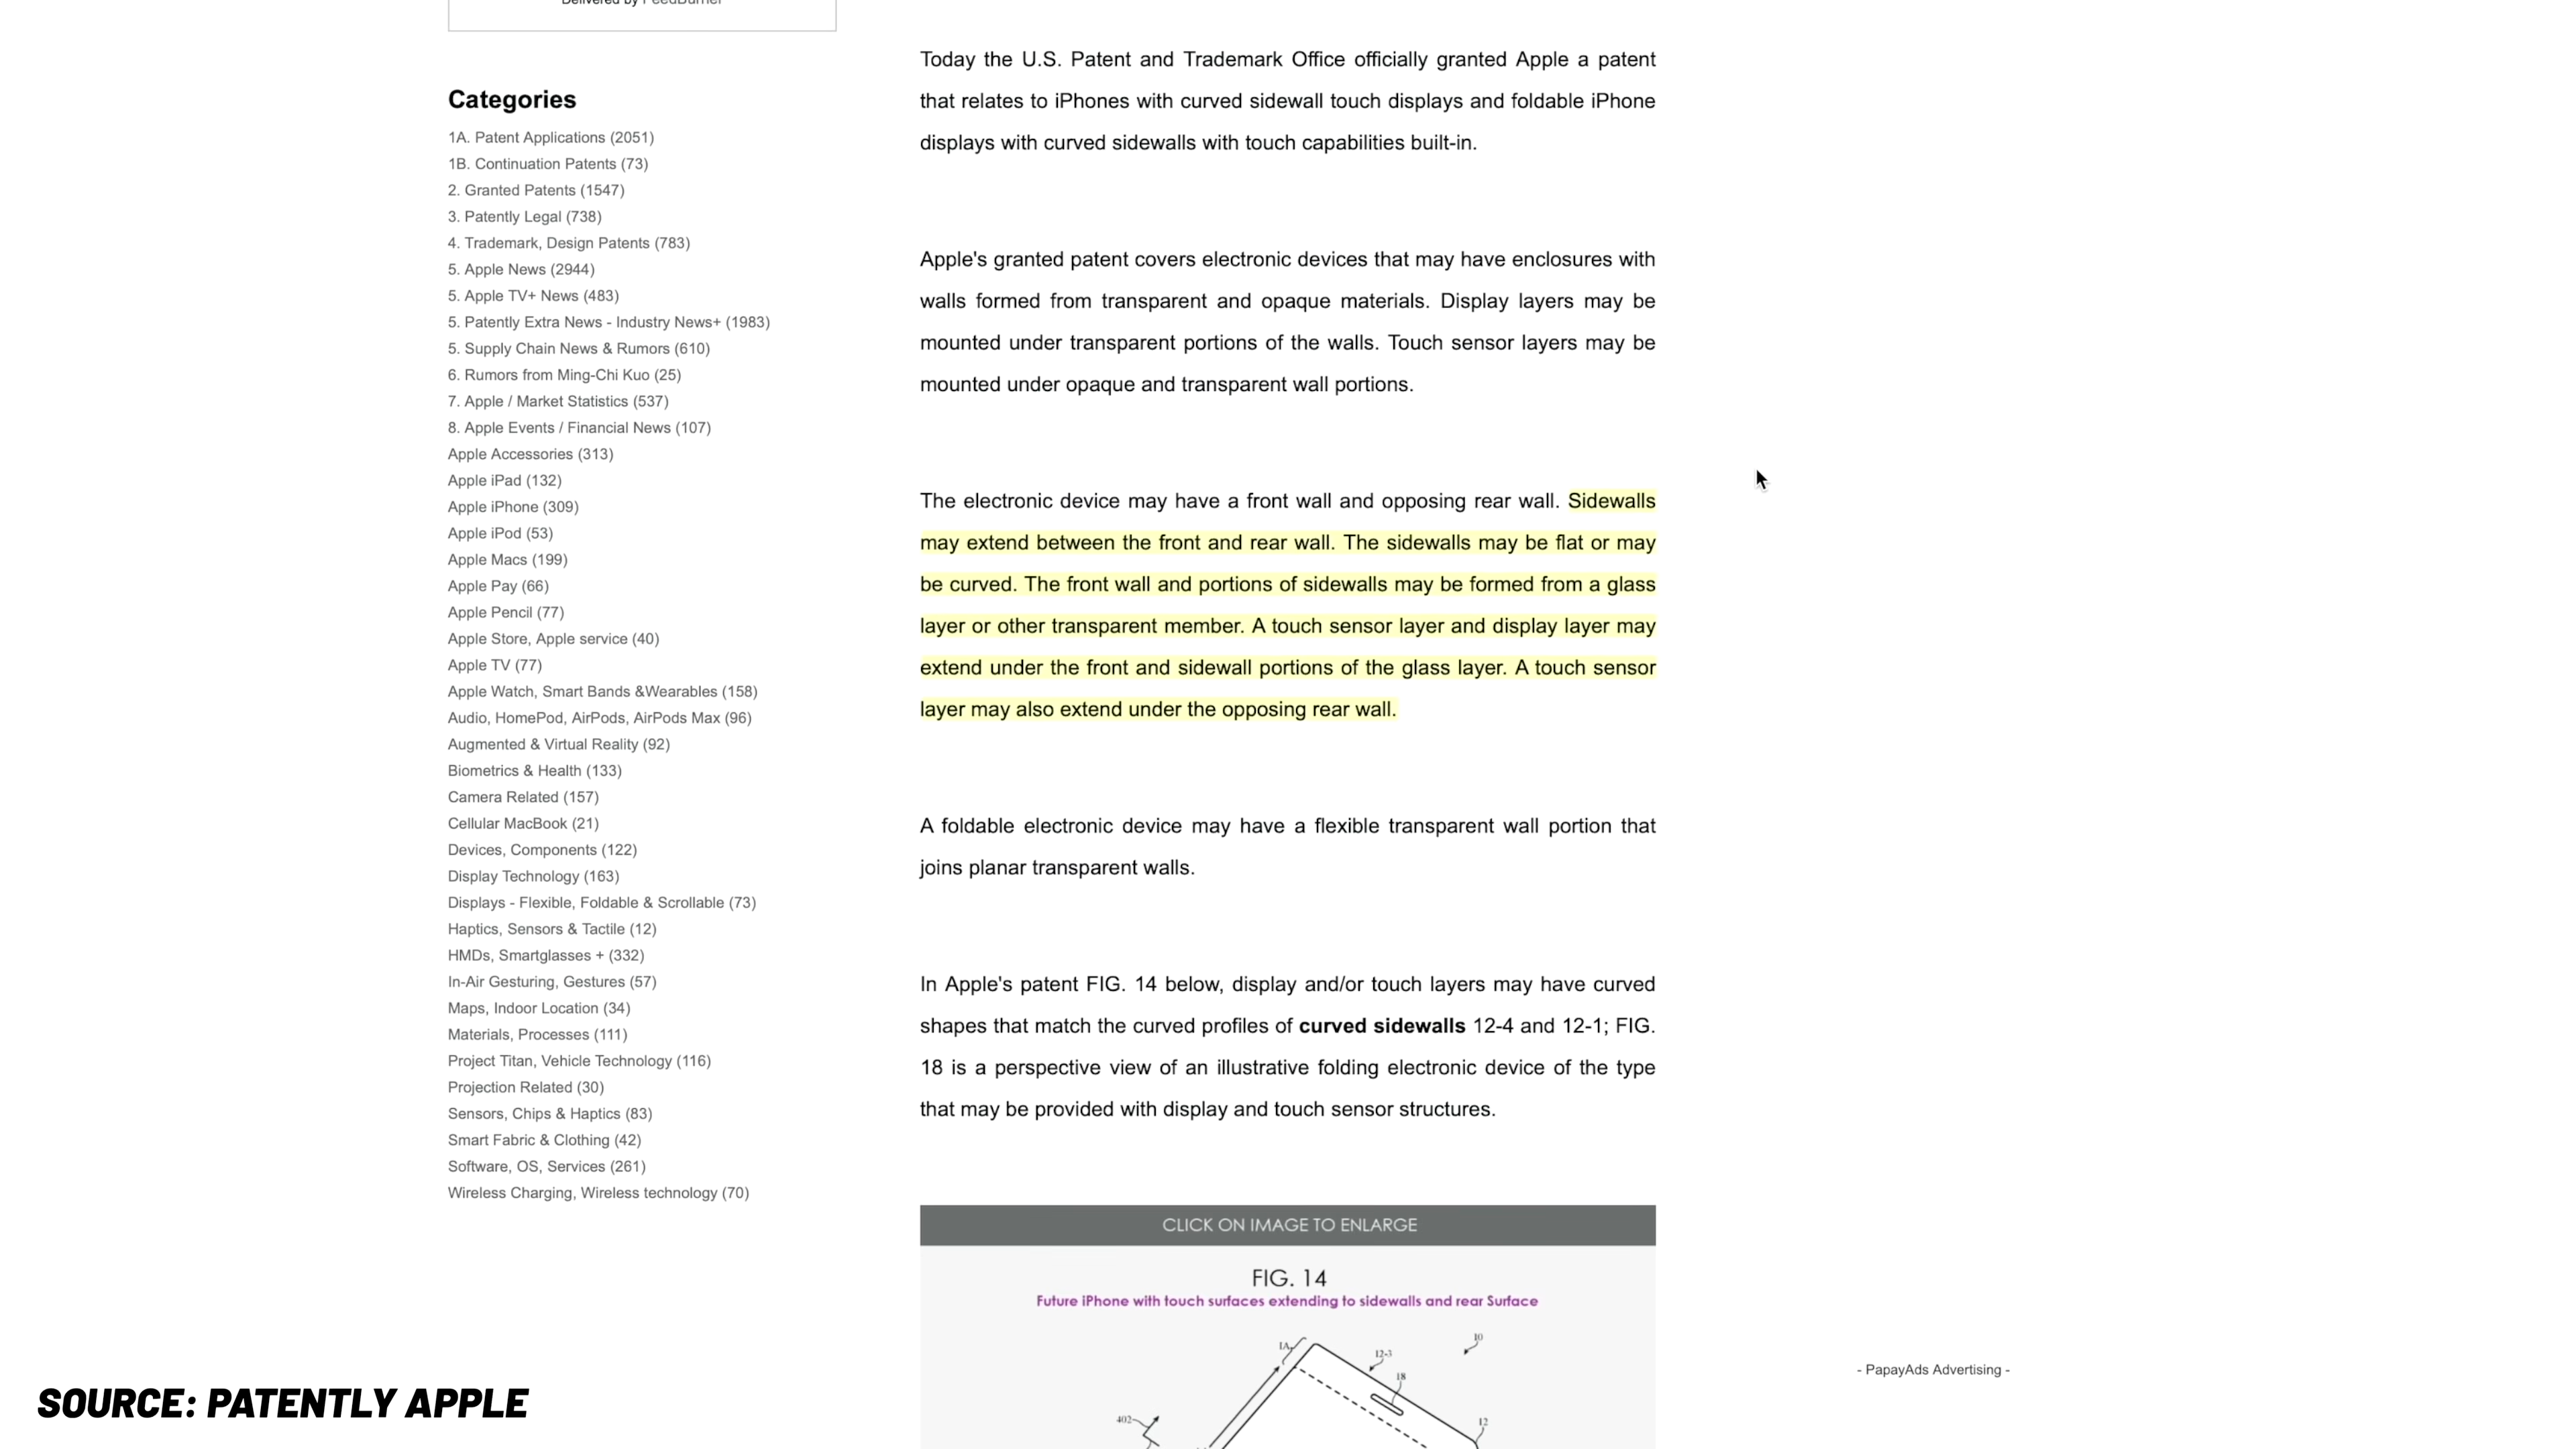 Delivered by FeedBurner
Categories
1A. Patent Applications (2051)
1B. Continuation Patents (73)
2. Granted Patents (1547)
3. Patently Legal (738)
4. Trademark, Design Patents (783)
5. Apple News (2944)
5. Apple TV+ News (483)
5. Patently Extra News - Industry News+ (1983)
5. Supply Chain News & Rumors (610)
6. Rumors from Ming-Chi Kuo (25)
7. Apple / Market Statistics (537)
8. Apple Events / Financial News (107)
Apple Accessories (313)
Apple iPad (132)
Apple iPhone (309)
Apple iPod (53)
Apple Macs (199)
Apple Pay (66)
Apple Pencil (77)
Apple Store, Apple service (40)
Apple TV (77)
Apple Watch, Smart Bands &Wearables (158)
Audio, HomePod, AirPods, AirPods Max (96)
Augmented & Virtual Reality (92)
Biometrics & Health (133)
Camera Related (157)
Cellular MacBook (21)
Devices, Components (122)
Display Technology (163)
Displays - Flexible, Foldable & Scrollable (73)
Haptics, Sensors & Tactile (12)
HMDs, Smartglasses + (332)
In-Air Gesturing, Gestures (57)
Maps, Indoor Location (34)
Materials, Processes (111)
Project Titan, Vehicle Technology (116)
Projection Related (30)
Sensors, Chips & Haptics (83)
Smart Fabric & Clothing (42)
Software, OS, Services (261)
Wireless Charging, Wireless technology (70)
Today the U.S. Patent and Trademark Office officially granted Apple a patent
that relates to iPhones with curved sidewall touch displays and foldable iPhone
displays with curved sidewalls with touch capabilities built-in.
Apple's granted patent covers electronic devices that may have enclosures with
walls formed from transparent and opaque materials. Display layers may be
mounted under transparent portions of the walls. Touch sensor layers may be
mounted under opaque and transparent wall portions.
The electronic device may have a front wall and opposing rear wall. Sidewalls
may extend between the front and rear wall. The sidewalls may be flat or may
be curved. The front wall and portions of sidewalls may be formed from a glass
layer or other transparent member. A touch sensor layer and display layer may
extend under the front and sidewall portions of the glass layer. A touch sensor
layer may also extend under the opposing rear wall.
A foldable electronic device may have a flexible transparent wall portion that
joins planar transparent walls.
In Apple's patent FIG. 14 below, display and/or touch layers may have curved
shapes that match the curved profiles of curved sidewalls 12-4 and 12-1; FIG.
18 is a perspective view of an illustrative folding electronic device of the type
that may be provided with display and touch sensor structures.
CLICK ON IMAGE TO ENLARGE
FIG. 14
Future iPhone with touch surfaces extending to sidewalls and rear Surface
10
1A
12-3
18
402
12
- PapayAds Advertising -
SOURCE: PATENTLY APPLE